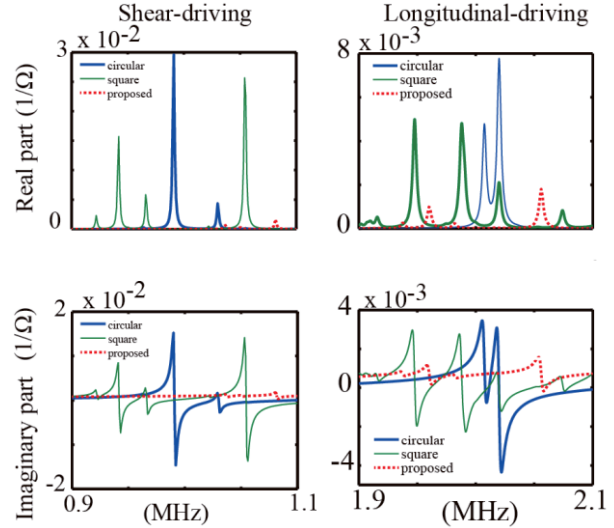 Shear-driving
Longitudinal-driving
3 x 10-2
circular
square
proposed
0
Real part (1/Ω)
8 x 10-3
circular
square
proposed
4
0
2 x 10-2
circular
square
proposed
-2
0.9
(MHz)
1.1
Imaginary part (1/Ω)
4 x 10-3
0
circular
square
proposed
-4
1.9
(MHz)
2.1